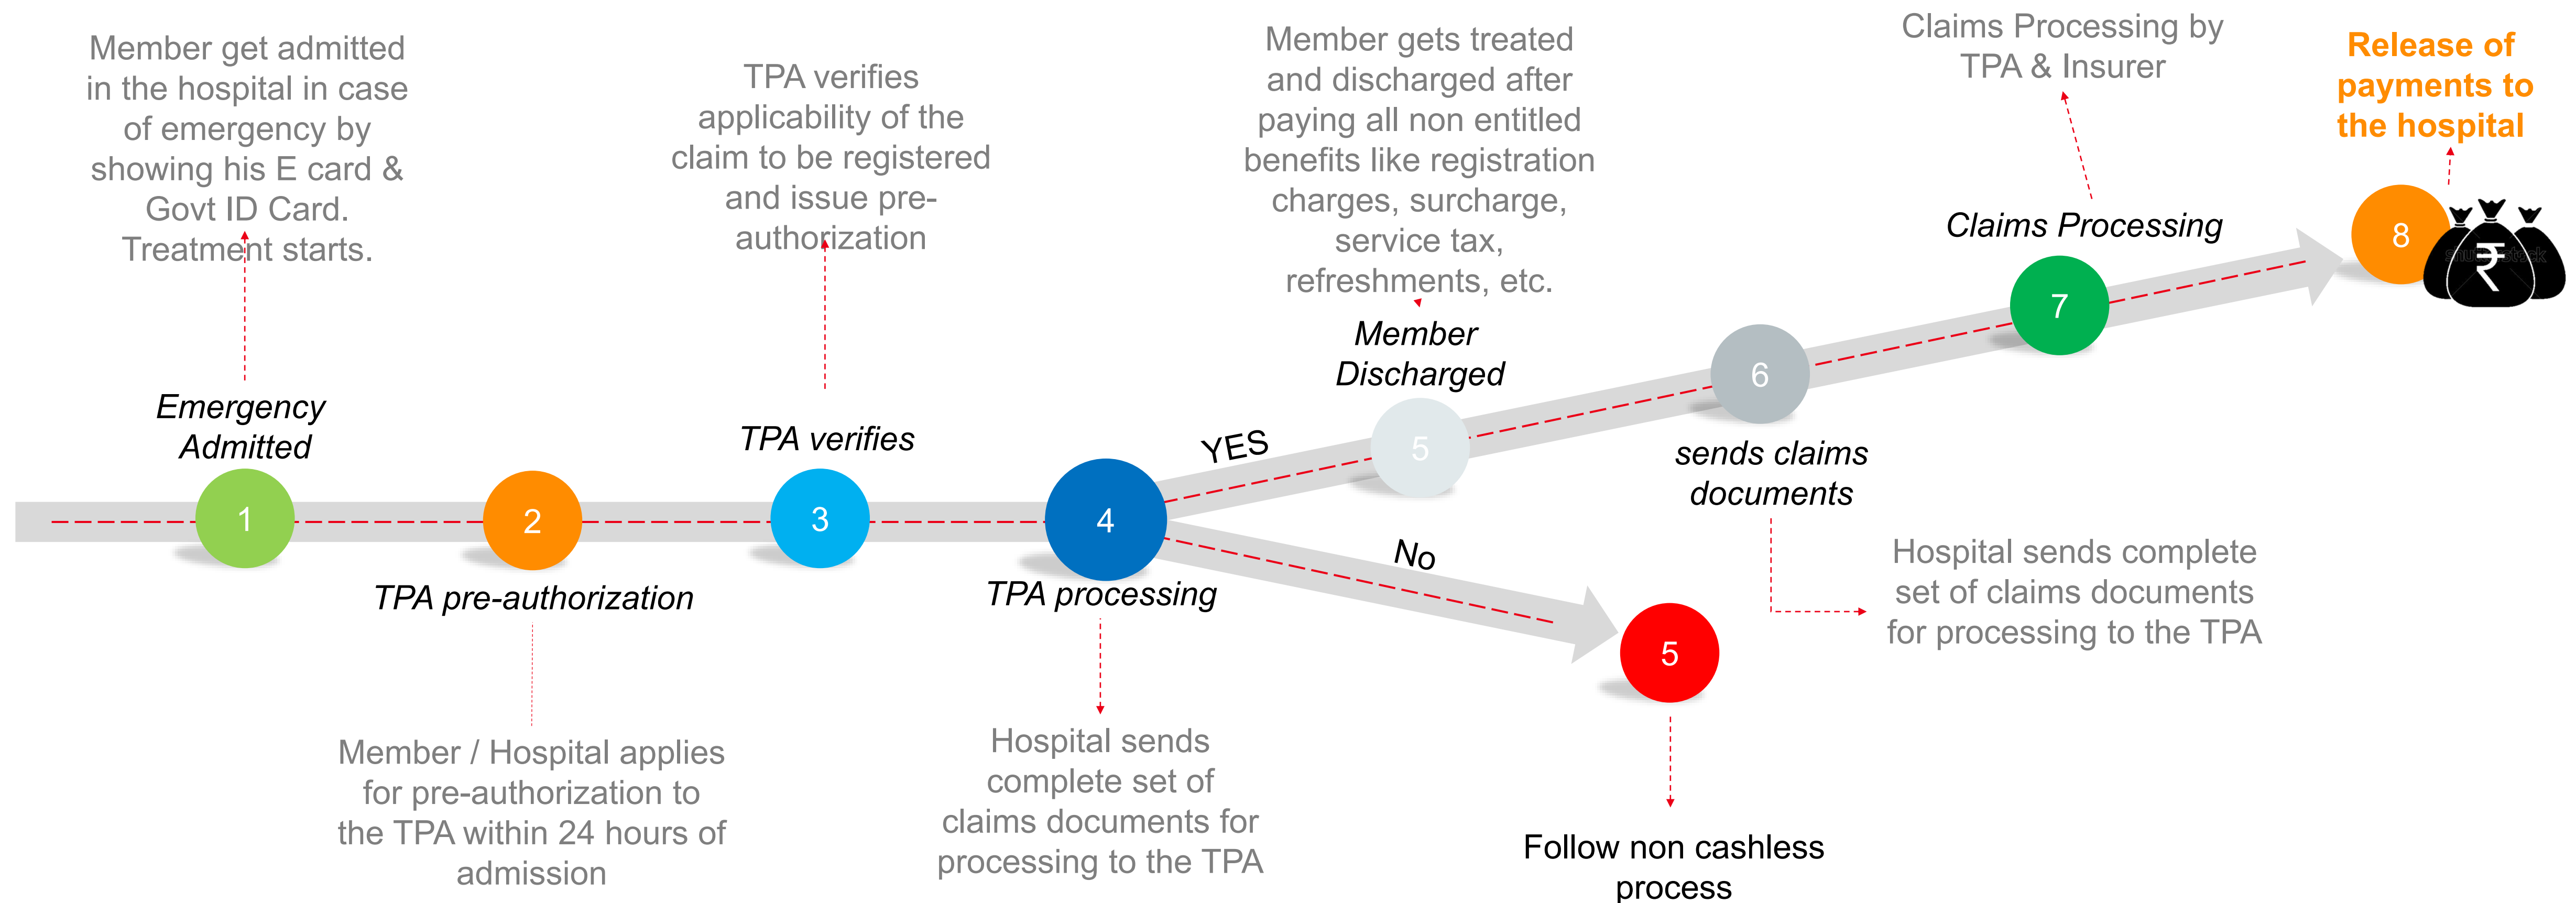 Member get admitted
in the hospital in case
of emergency by
showing his E card &
Govt ID Card.
Treatment starts.
Emergency
Admitted
1
2
TPA pre-authorization
Member / Hospital applies
for pre-authorization to
the TPA within 24 hours of
admission
TPA verifies
applicability of the
claim to be registered
and issue pre-
authorization
TPA verifies
3
4
TPA processing
Hospital sends
complete set of
claims documents for
processing to the TPA
YES
Member gets treated
and discharged after
paying all non entitled
benefits like registration
charges, surcharge,
service tax,
refreshments, etc.
Member
Discharged
5
No
5
Follow non cashless
process
6
sends claims
documents
Hospital sends complete
set of claims documents
for processing to the TPA
Claims Processing by
TPA & Insurer
Claims Processing
7
Release of
payments to
the hospital
8
₹